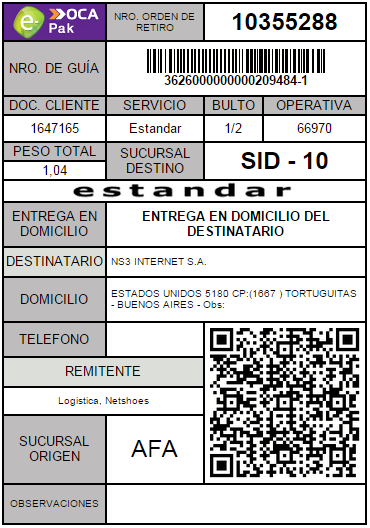 e- OCA
Pak
NRO. ORDEN DE
RETIRO
10355288
NRO. DE GUÍA
3626000000000209484-1
DOC. CLIENTE SERVICIO BULTO OPERATIVA
1647165 Estandar 1/2 66970
PESO TOTAL
1,04
SUCURSAL
DESTINO
SID - 10
estandar
ENTREGA EN
DOMICILIO
ENTREGA EN DOMICILIO DEL
DESTINATARIO
DESTINATARIO NS3 INTERNET S.A.
DOMICILIO
ESTADOS UNIDOS 5180 CP:(1667 ) TORTUGUITAS
- BUENOS AIRES - Obs:
TELEFONO
REMITENTE
Logistica, Netshoes
SUCURSAL
ORIGEN
AFA
OBSERVACIONES